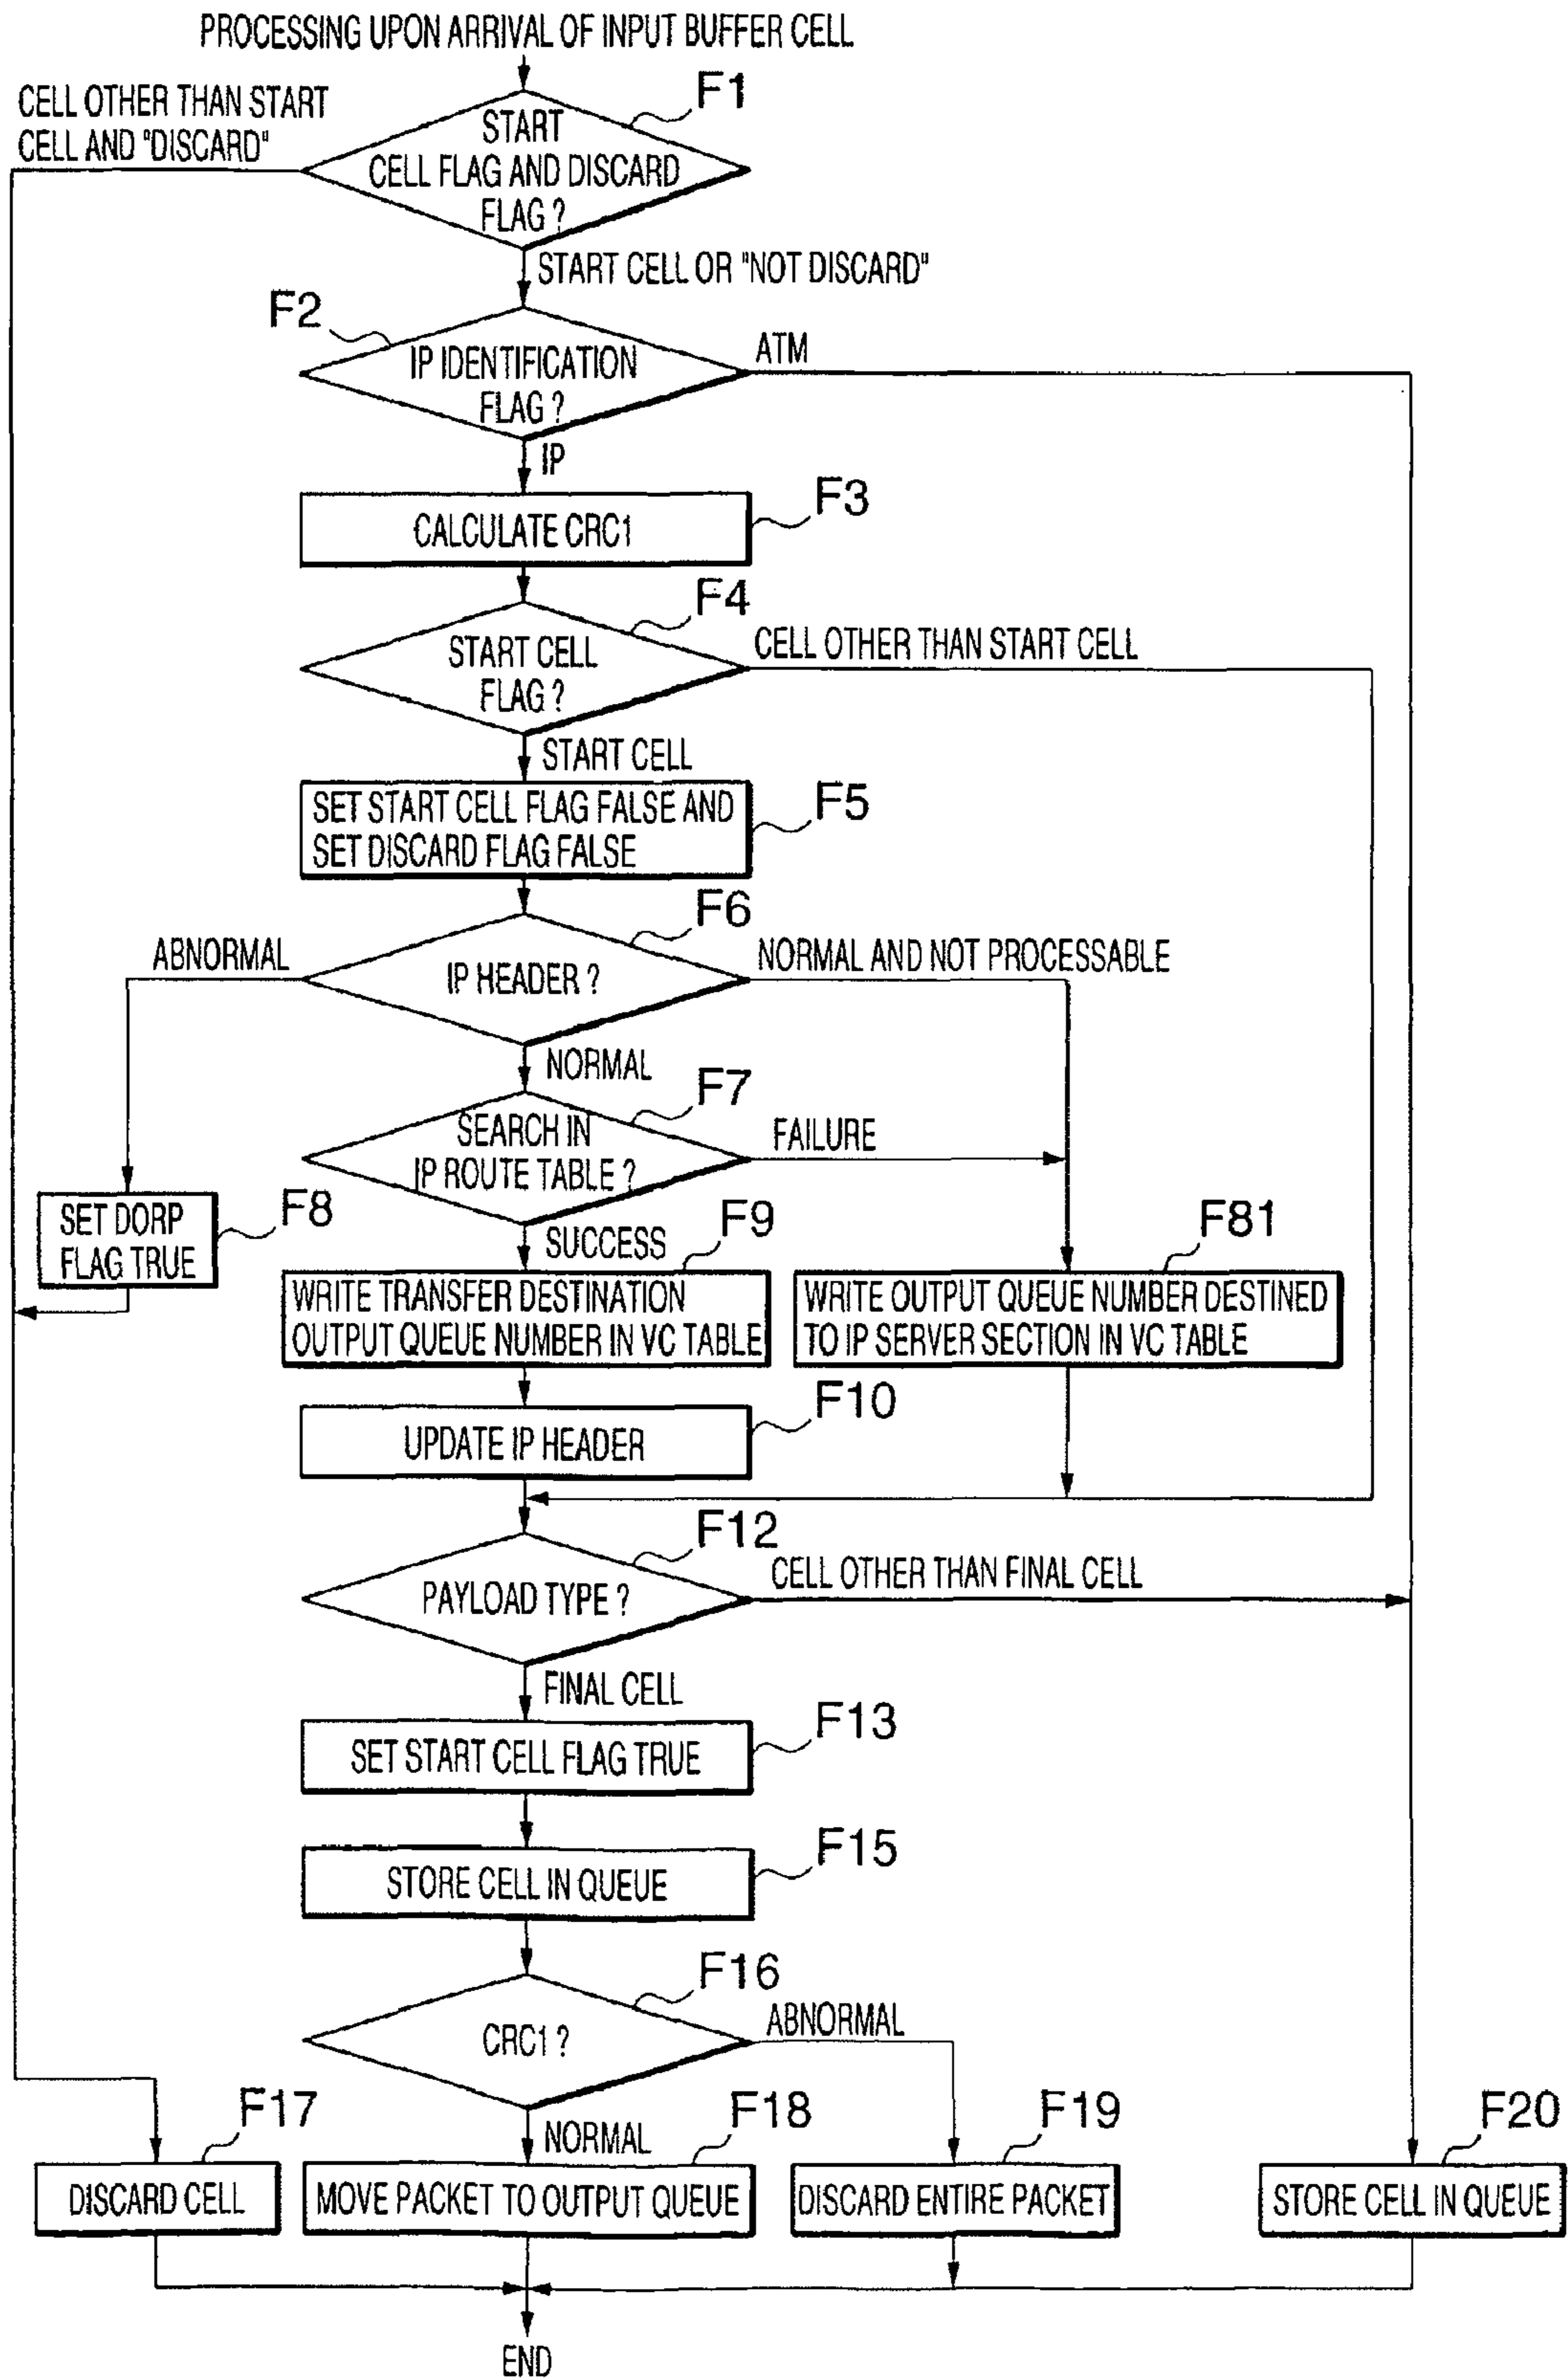 PROCESSING UPON ARRIVAL OF INPUT BUFFER CELL
CELL OTHER THAN START
CELL AND "DISCARD"
F1
START
CELL FLAG AND DISCARD
FLAG ?
START CELL OR "NOT DISCARD"
F2
IP IDENTIFICATION
FLAG ?
ATM
IP
F3
CALCULATE CRC1
F4
START CELL
FLAG ?
CELL OTHER THAN START CELL
START CELL
F5
SET START CELL FLAG FALSE AND
SET DISCARD FLAG FALSE
F6
ABNORMAL
IP HEADER ?
NORMAL AND NOT PROCESSABLE
NORMAL
F7
SEARCH IN
IP ROUTE TABLE ?
FAILURE
F8
SET DORP
FLAG TRUE
SUCCESS
F9
WRITE TRANSFER DESTINATION
OUTPUT QUEUE NUMBER IN VC TABLE
F81
WRITE OUTPUT QUEUE NUMBER DESTINED
TO IP SERVER SECTION IN VC TABLE
F10
UPDATE IP HEADER
F12
PAYLOAD TYPE ?
CELL OTHER THAN FINAL CELL
FINAL CELL
F13
SET START CELL FLAG TRUE
F15
STORE CELL IN QUEUE
F16
CRC1 ?
ABNORMAL
NORMAL
F17
DISCARD CELL
F18
MOVE PACKET TO OUTPUT QUEUE
F19
DISCARD ENTIRE PACKET
F20
STORE CELL IN QUEUE
END